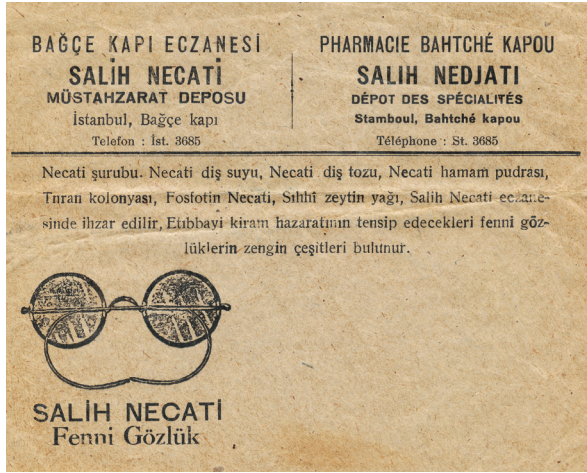 BAĞÇE KAPI ECZANESİ
SALİH NECATİ
MÜSTAHZARAT DEPOSU
İstanbul, Bağçe kapı
Telefon : İst. 3685
PHARMACIE BAHTCHÉ KAPOU
SALIH NEDJATI
DÉPOT DES SPÉCIALITÉS
Stamboul, Bahtché kapou
Téléphone : St. 3685
Necati şurubu. Necati diş suyu, Necati diş tozu, Necati hamam pudrası,
Turan kolonyası, Fosfotin Necati, Sıhhî zeytin yağı, Salih Necati eczane-
sinde ihzar edilir, Etıbbayi kiram hazaratının tensip edecekleri fenni göz-
lüklerin zengin çeşitleri bulunur.
SALİH NECATİ
Fenni Gözlük